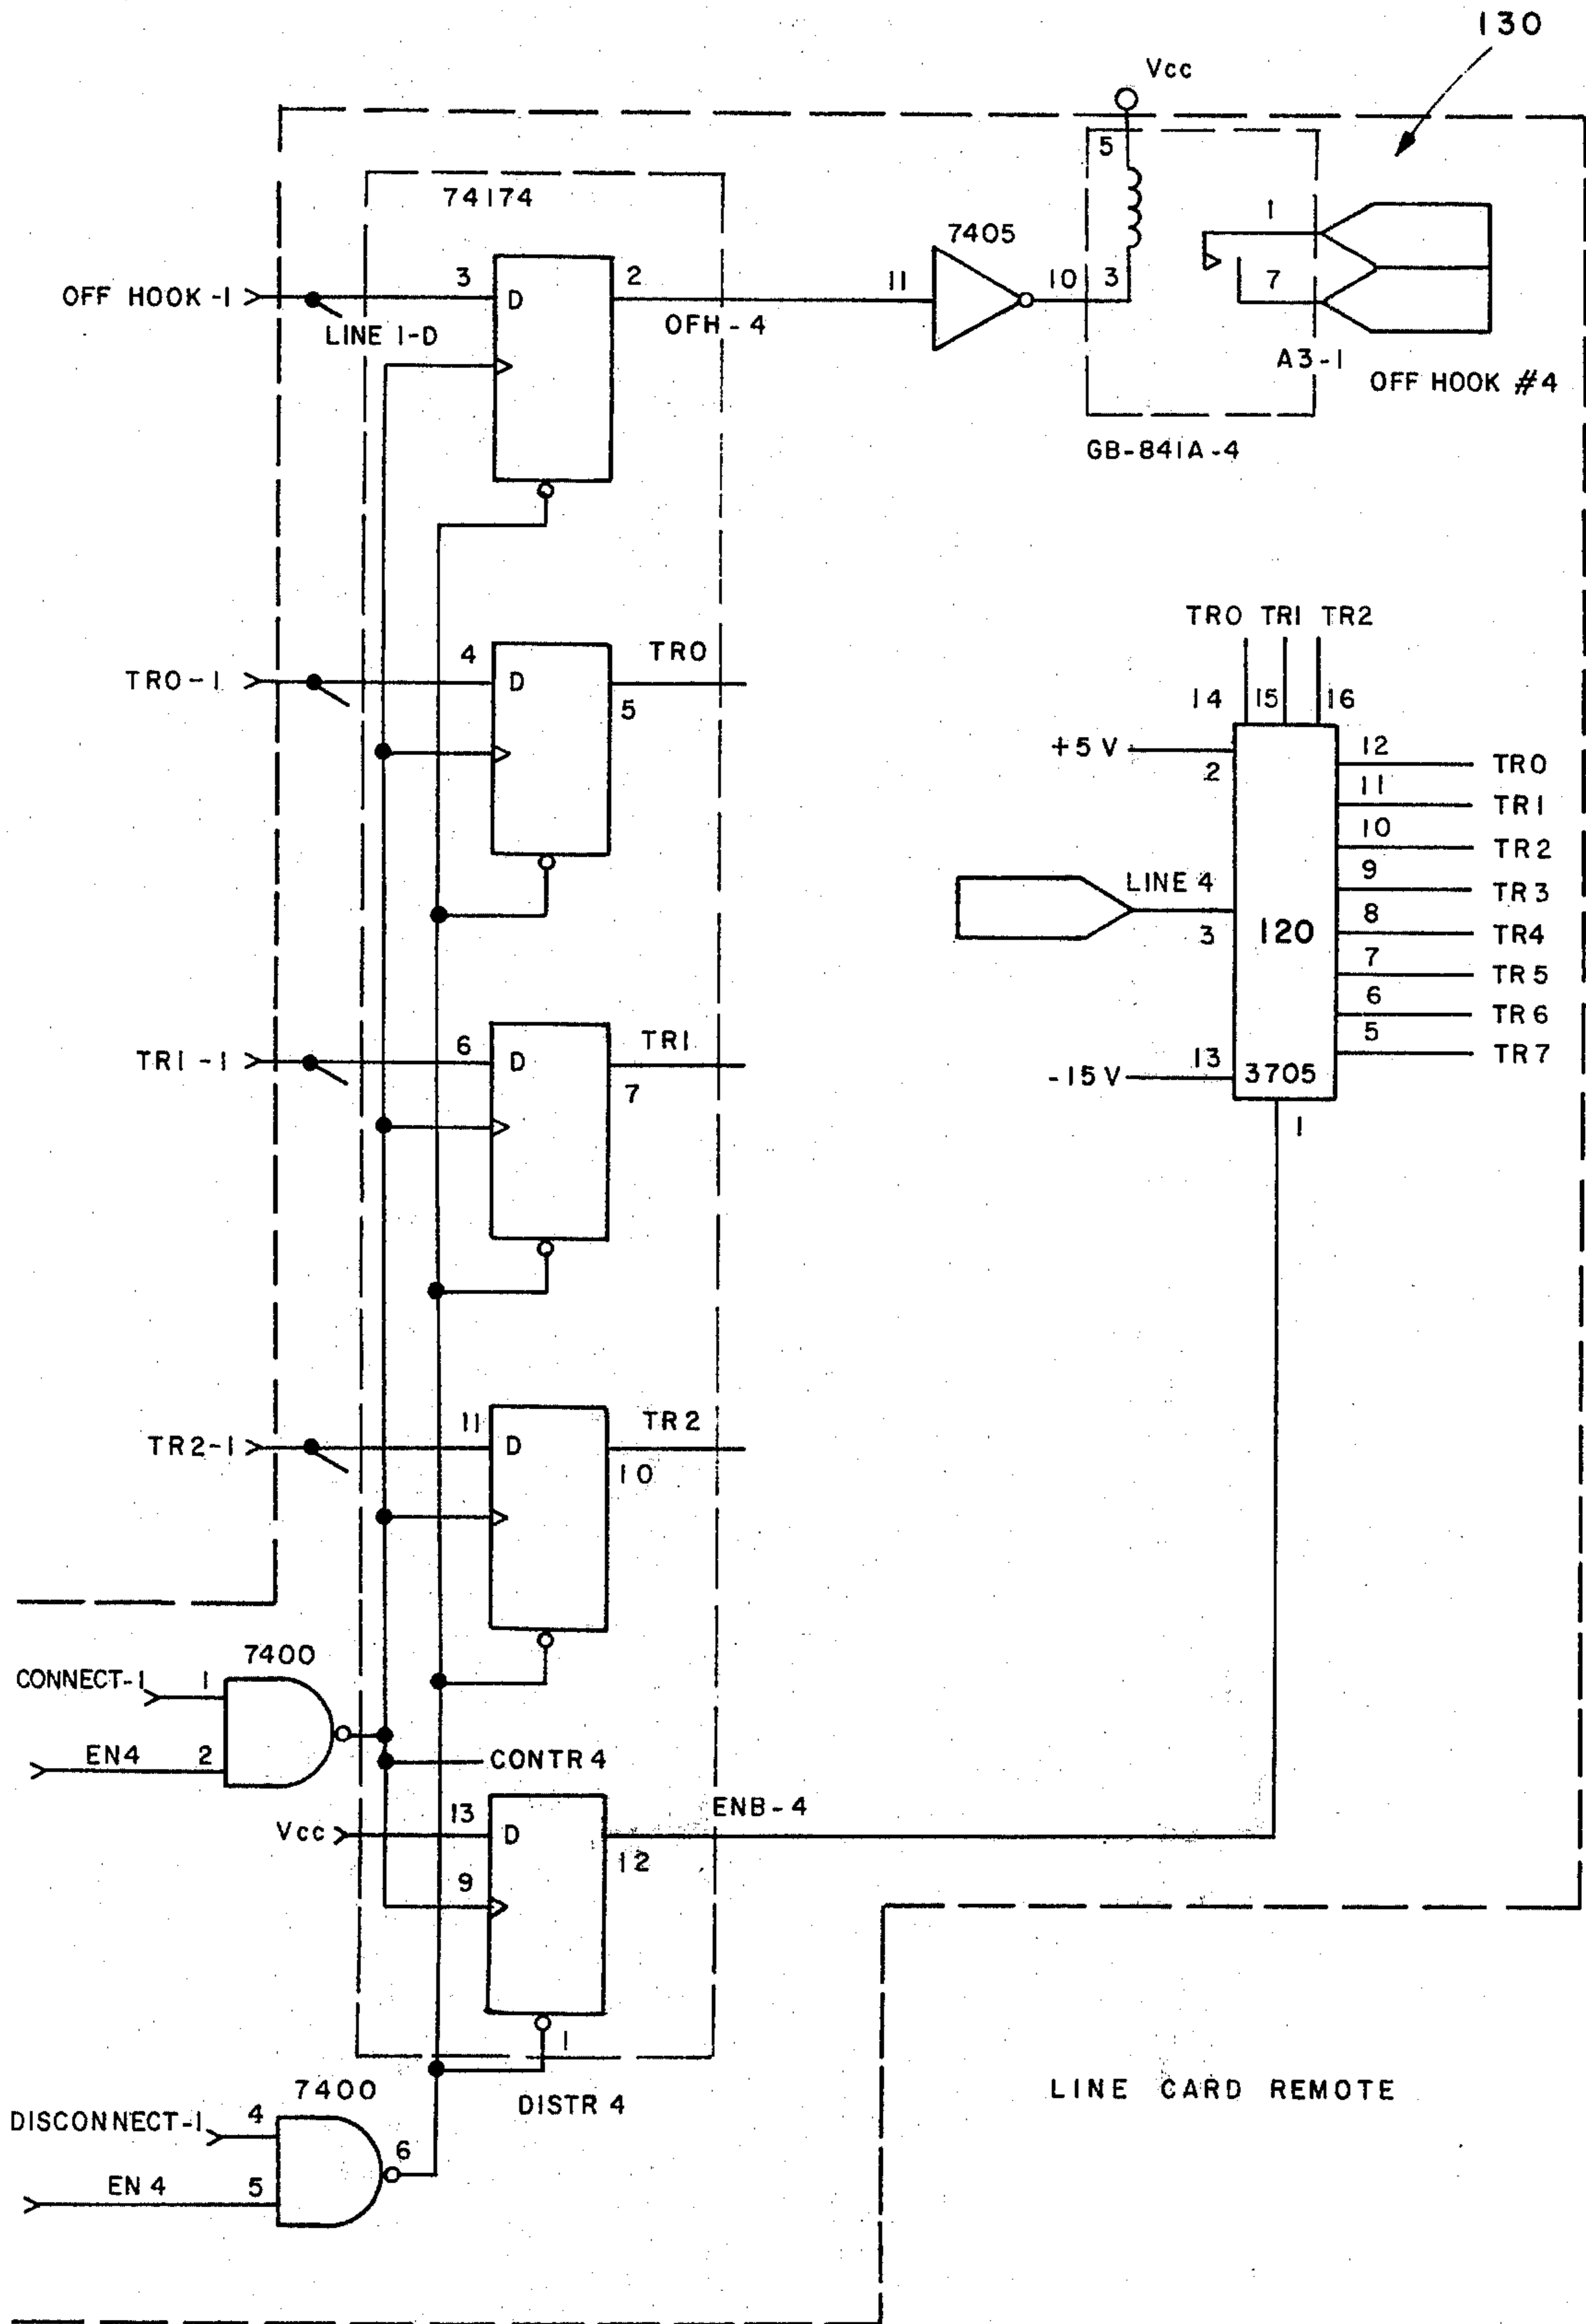 130
Vcc
5
74174
1
7405
OFF HOOK -1
3
D
2
11
10
3
7
LINE 1-D
OFH - 4
A3-1
OFF HOOK #4
GB-841A-4
TR0 TR1 TR2
4
TR0
TR0-1
D
14
15
16
5
+5V
2
12
TR0
11
TR1
10
TR2
9
TR3
LINE 4
3
120
8
TR4
7
TR5
6
TR6
5
TR7
6
TR1
TR1 -1
D
7
-15V
13
3705
1
11
TR2
TR2-1
D
10
7400
CONNECT-1
1
EN4
2
CONTR 4
ENB-4
13
Vcc
D
12
9
1
7400
DISTR 4
LINE CARD REMOTE
DISCONNECT-1
4
6
EN 4
5